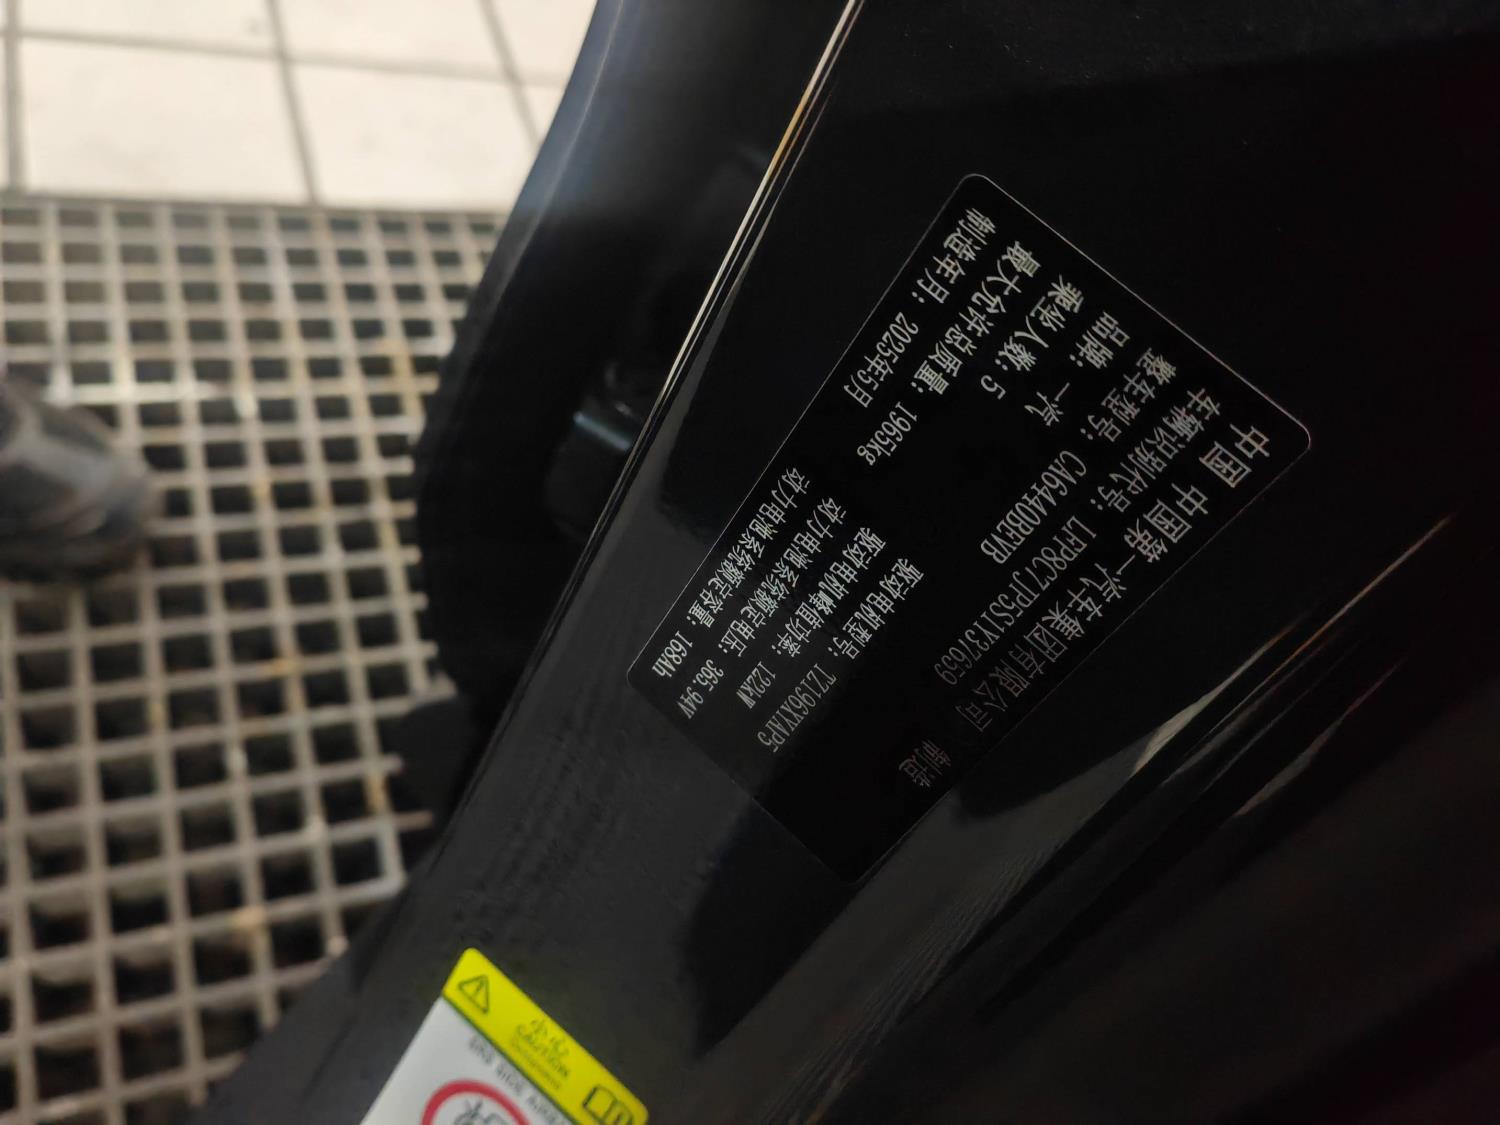 中国 中国第一汽车集团有限公司 制造
车辆识别代号：LFP8C7JP5S1Y37659
整车型号：CA6440BEVB
品牌：一汽
乘坐人数：5
最大允许总质量：1965kg
制造年月：2025年5月
驱动电机型号：TZ196XYAP5
驱动电机峰值功率：122kW
动力电池系统额定电压：365.94V
动力电池系统额定容量：168Ah
小心
CAUTION